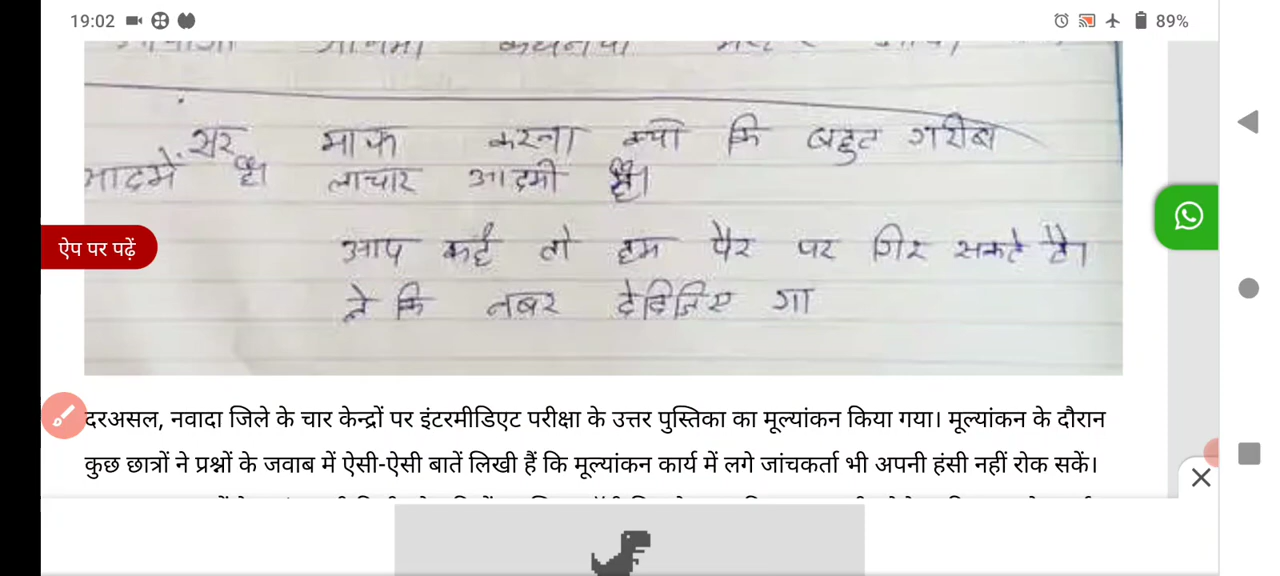 19:02
89%
सर माफ करना क्यो कि बहुट गरीब
आदमें है। लाचार आदमी है।
आप कहै तो हम पैर पर गिर सकते है।
कि नबर देदिजिए गा
ऐप पर पढ़ें
दरअसल, नवादा जिले के चार केन्द्रों पर इंटरमीडिएट परीक्षा के उत्तर पुस्तिका का मूल्यांकन किया गया। मूल्यांकन के दौरान
कुछ छात्रों ने प्रश्नों के जवाब में ऐसी-ऐसी बातें लिखी हैं कि मूल्यांकन कार्य में लगे जांचकर्ता भी अपनी हंसी नहीं रोक सकें।